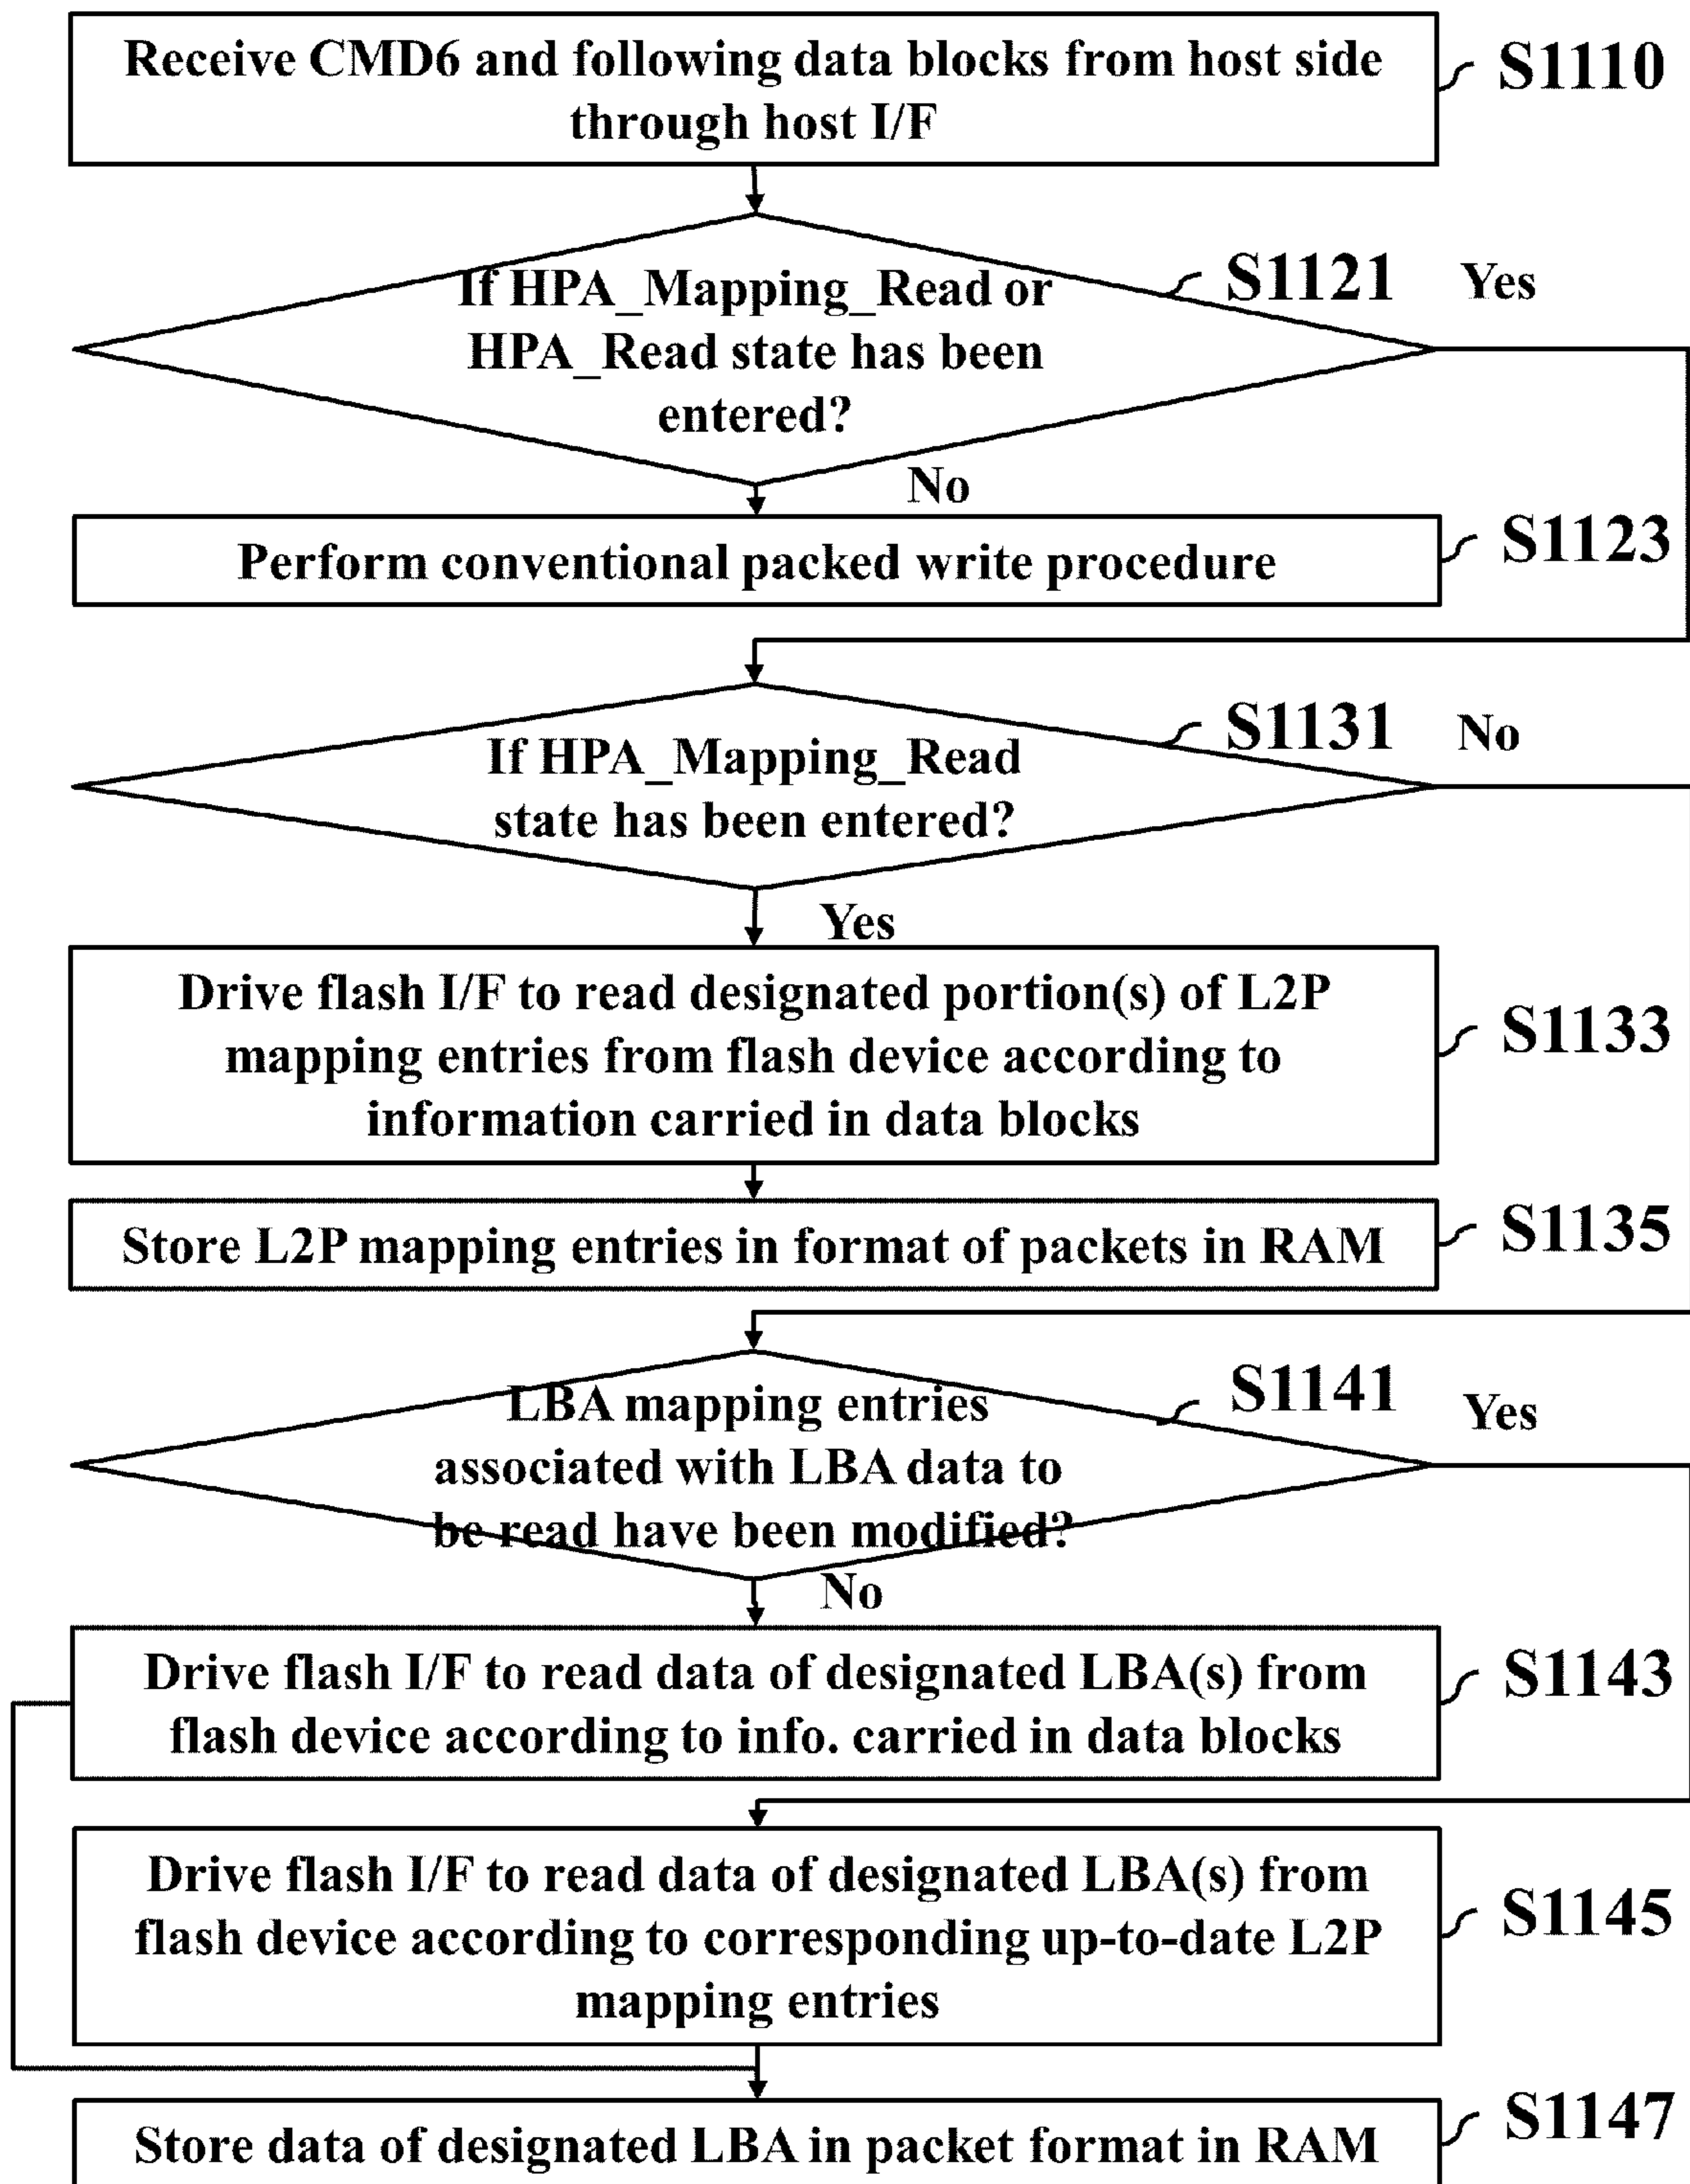 Receive CMD6 and following data blocks from host side
through host I/F
S1110
If HPA_Mapping_Read or
HPA_Read state has been
entered?
S1121
Yes
No
Perform conventional packed write procedure
S1123
If HPA_Mapping_Read
state has been entered?
S1131
No
Yes
Drive flash I/F to read designated portion(s) of L2P
mapping entries from flash device according to
information carried in data blocks
S1133
Store L2P mapping entries in format of packets in RAM
S1135
LBA mapping entries
associated with LBA data to
be read have been modified?
S1141
Yes
No
Drive flash I/F to read data of designated LBA(s) from
flash device according to info. carried in data blocks
S1143
Drive flash I/F to read data of designated LBA(s) from
flash device according to corresponding up-to-date L2P
mapping entries
S1145
Store data of designated LBA in packet format in RAM
S1147